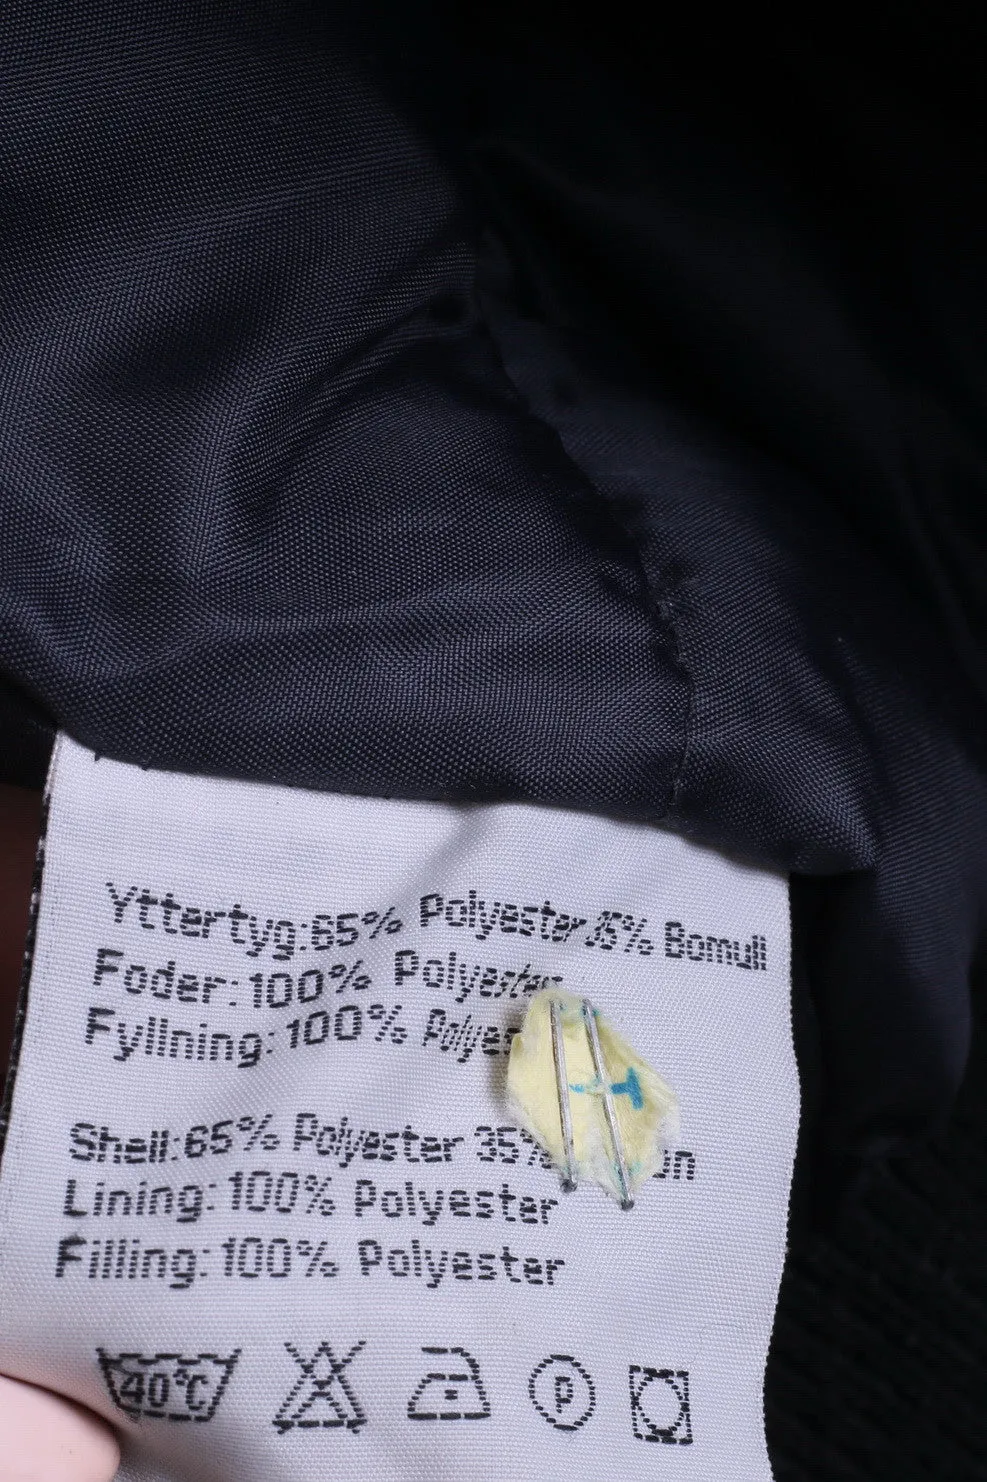 Yttertyg:65% Polyester 35% Bomull
Foder:100% Polyester
Fyllning:100%
Shell:65% Polyester 35%
Lining:100% Polyester
Filling:100% Polyester
40°C
P
T